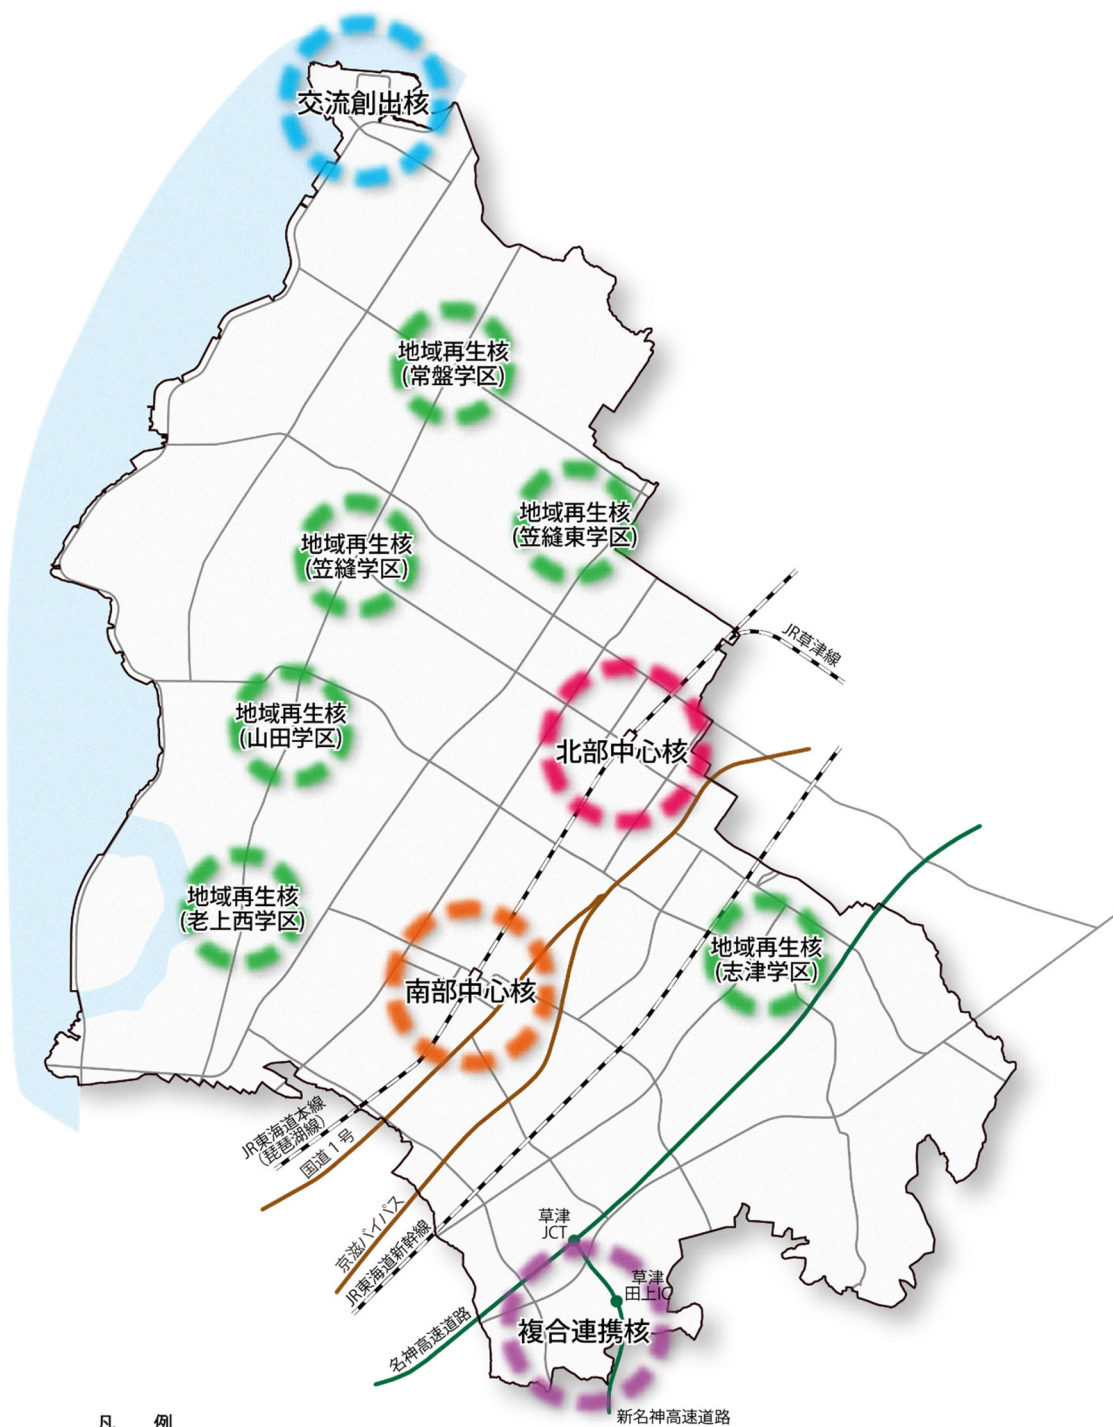 交流創出核
地域再生核
(常盤学区)
地域再生核
(笠縫東学区)
地域再生核
(笠縫学区)
JR草津線
地域再生核
(山田学区)
北部中心核
地域再生核
(老上西学区)
地域再生核
(志津学区)
南部中心核
JR東海道本線
(琵琶湖線)
国道1号
京滋バイパス
JR東海道新幹線
草津
JCT
草津
田上IC
複合連携核
名神高速道路
新名神高速道路
凡 例